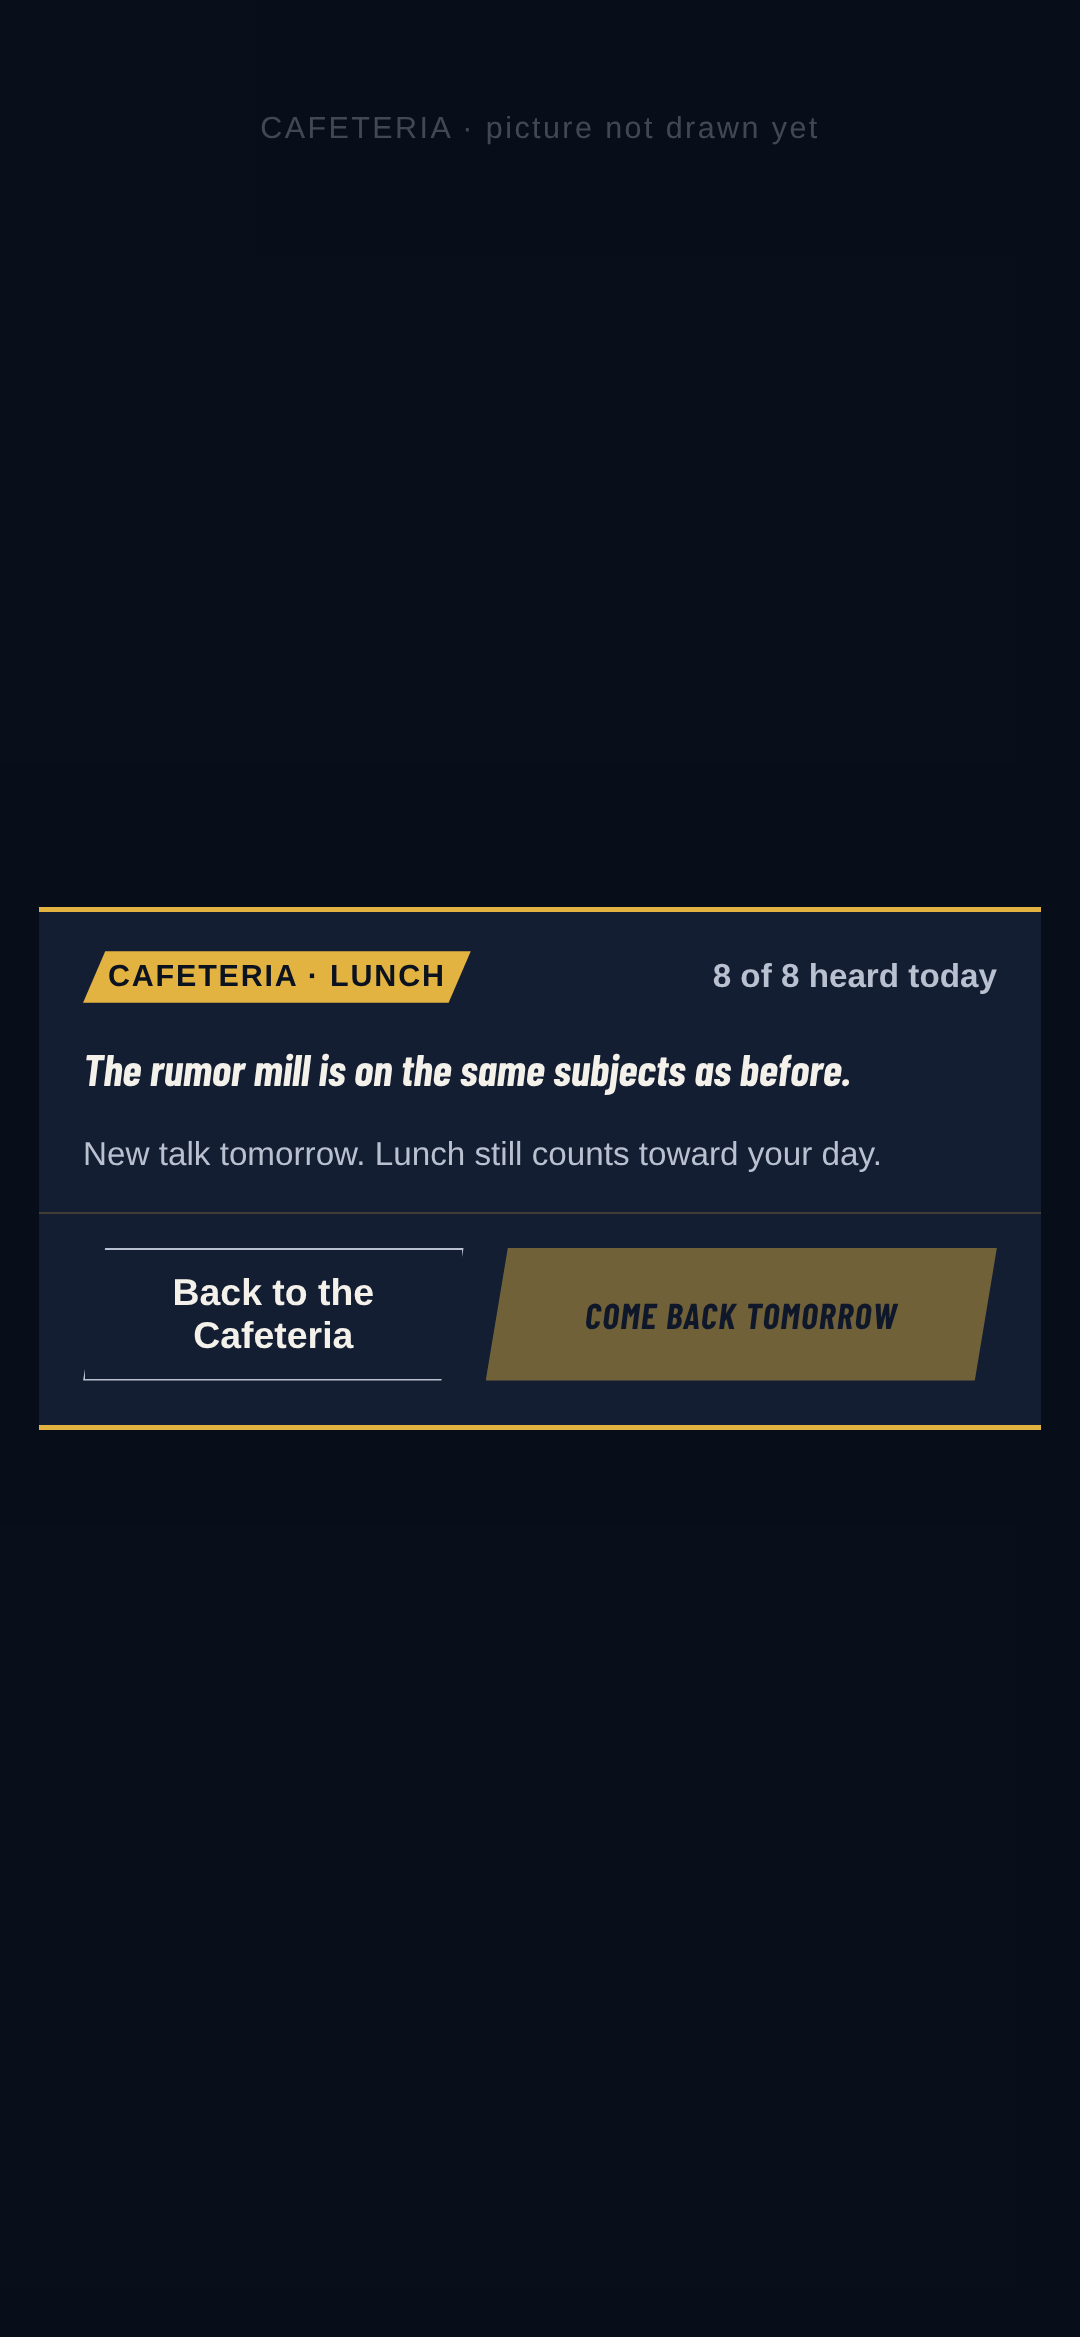 CAFETERIA · picture not drawn yet
CAFETERIA · LUNCH
8 of 8 heard today
The rumor mill is on the same subjects as before.
New talk tomorrow. Lunch still counts toward your day.
Back to the
Cafeteria
COME BACK TOMORROW